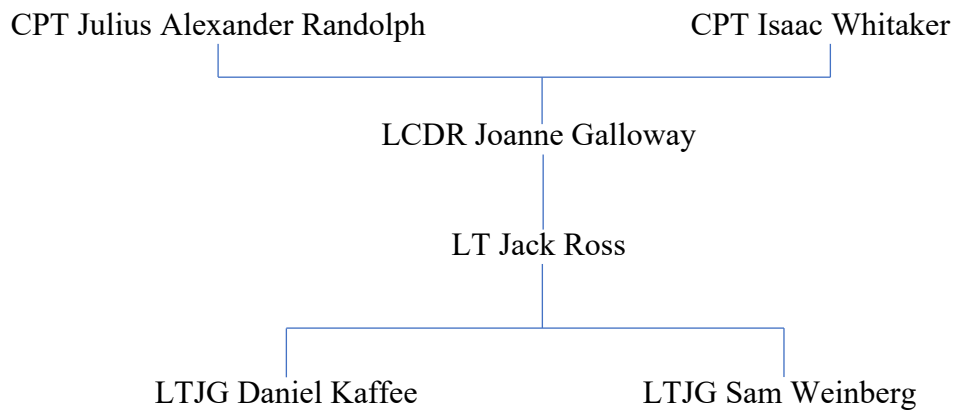 CPT Julius Alexander Randolph
CPT Isaac Whitaker
LCDR Joanne Galloway
LT Jack Ross
LTJG Daniel Kaffee
LTJG Sam Weinberg